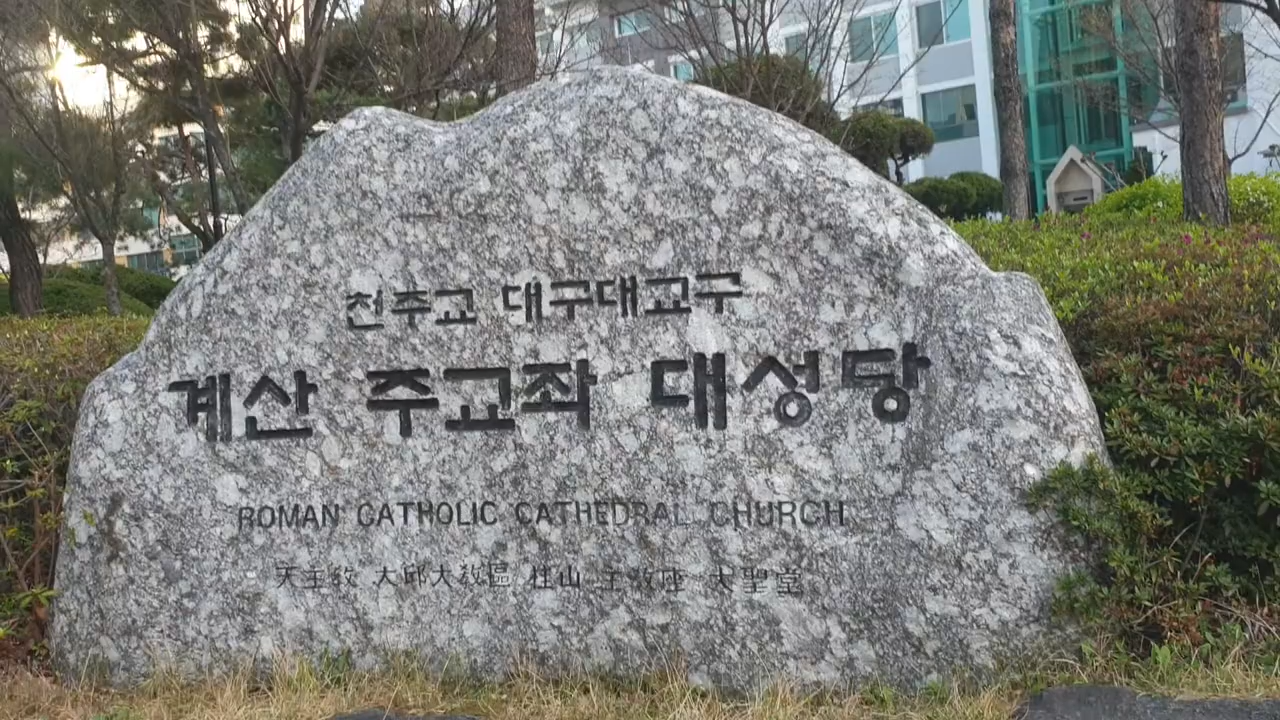 천주교 대구대교구
계산 주교좌 대성당
ROMAN CATHOLIC CATHEDRAL CHURCH
天主敎 大邱大敎區 桂山 主敎座 大聖堂